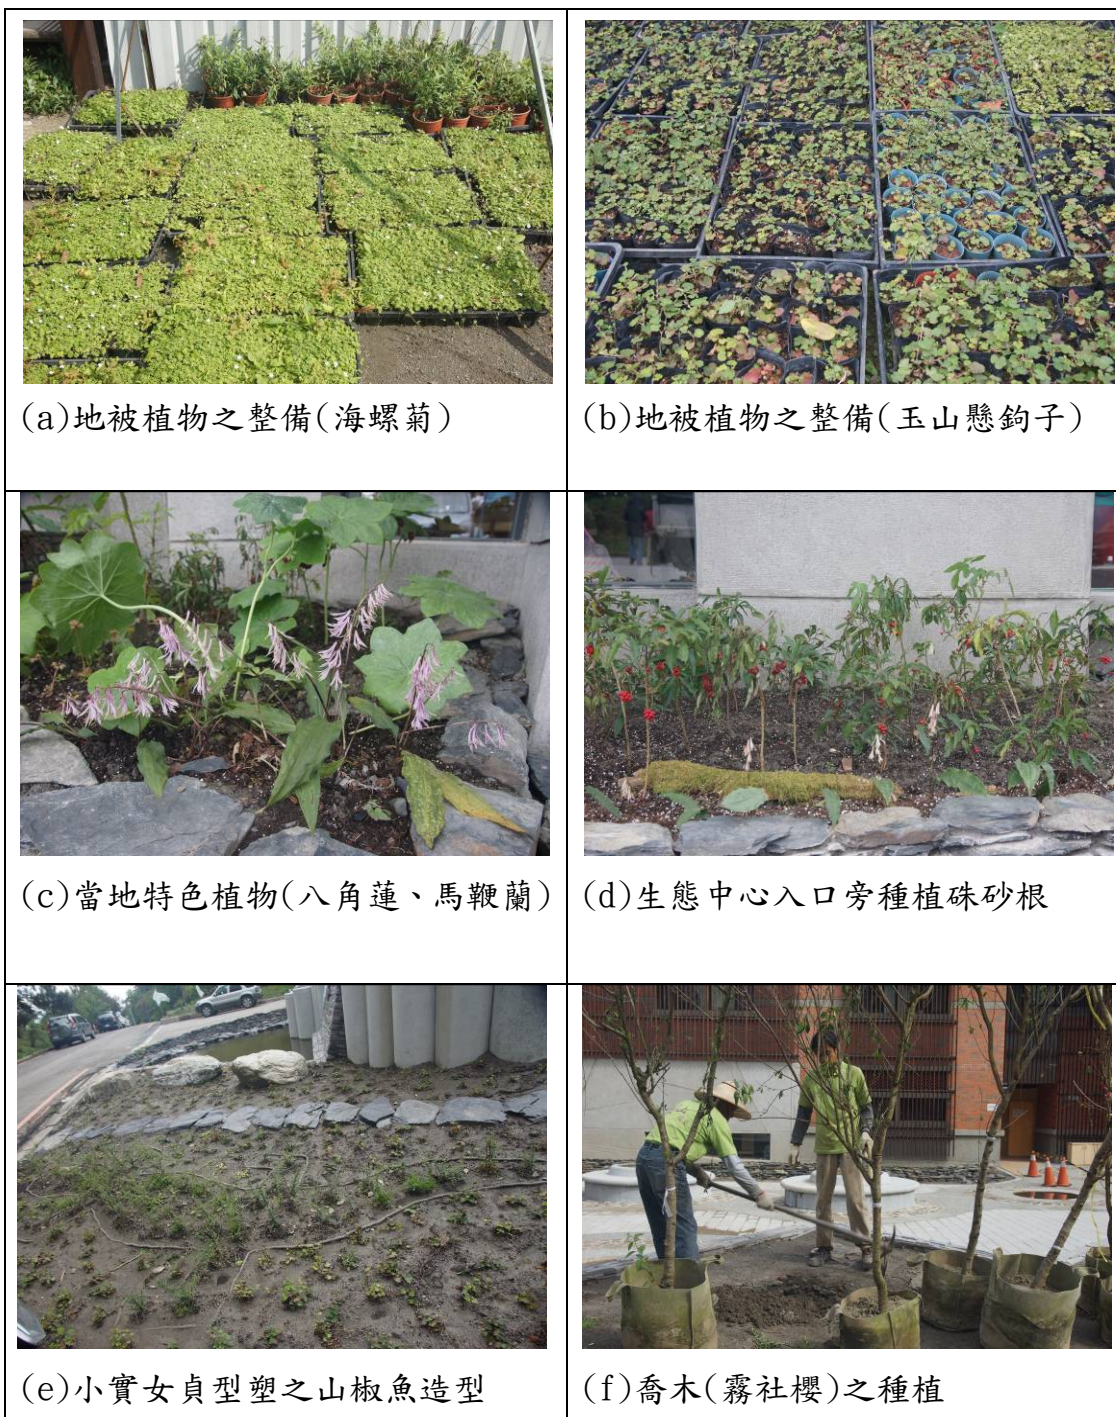 (a)地被植物之整備(海螺菊)
(b)地被植物之整備(玉山懸鉤子)
(c)當地特色植物(八角蓮、馬鞭蘭)
(d)生態中心入口旁種植硃砂根
(e)小實女貞型塑之山椒魚造型
(f)喬木(霧社櫻)之種植